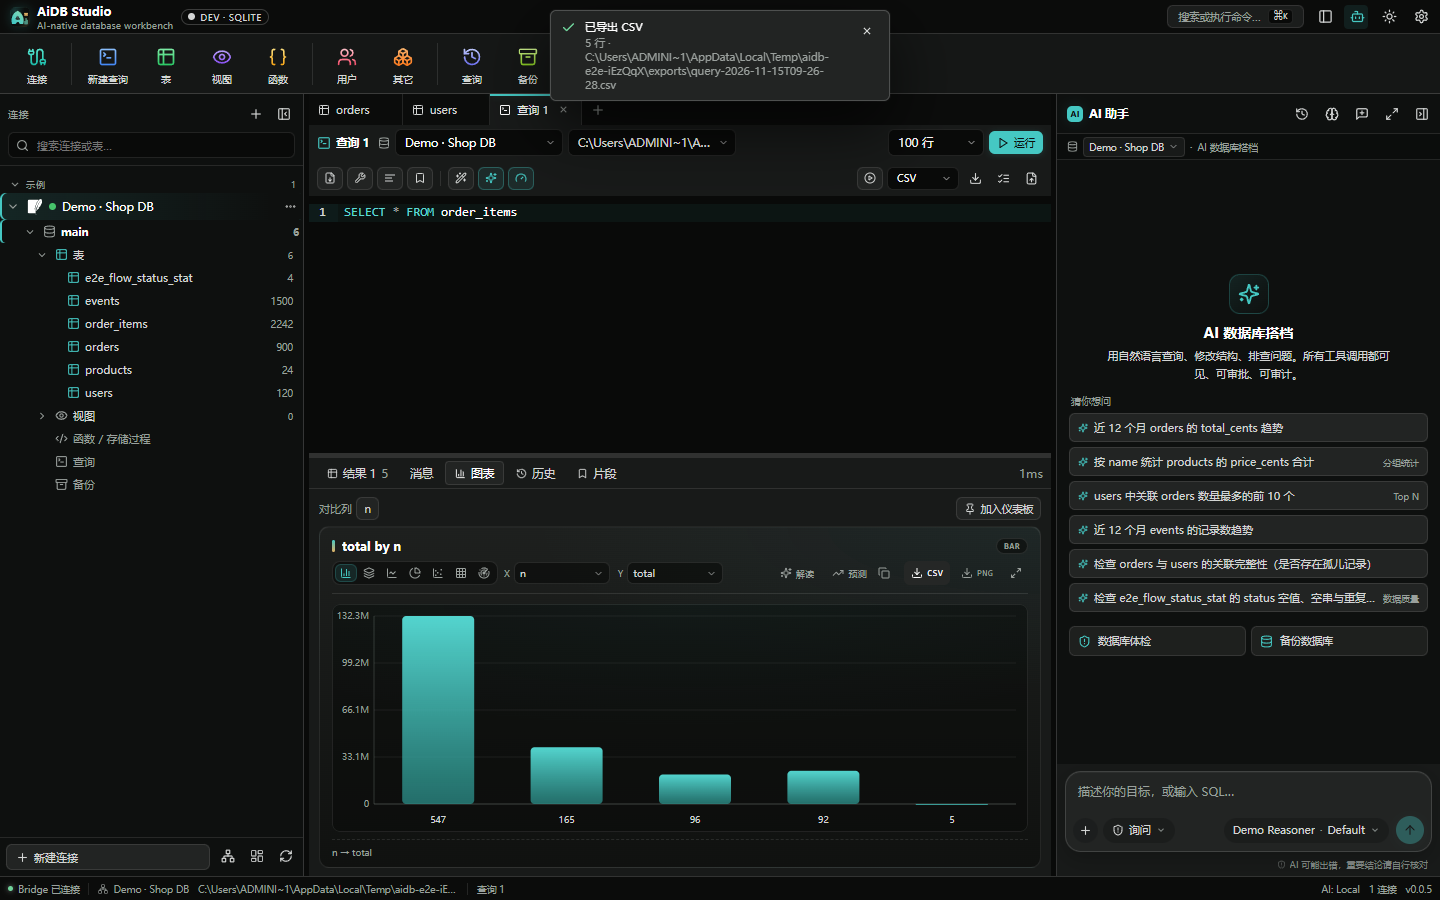 AiDB Studio
AI-native database workbench
DEV · SQLITE
搜索或执行命令... ⌘K
连接
新建查询
表
视图
函数
用户
其它
查询
备份
已导出 CSV
5 行 ·
C:\Users\ADMINI~1\AppData\Local\Temp\aidb-
e2e-iEzQqX\exports\query-2026-11-15T09-26-
28.csv
连接
搜索连接或表...
示例 1
Demo · Shop DB
main 6
表 6
e2e_flow_status_stat 4
events 1500
order_items 2242
orders 900
products 24
users 120
视图 0
函数 / 存储过程
查询
备份
新建连接
orders
users
查询 1
查询 1
Demo · Shop DB
C:\Users\ADMINI~1\A...
100 行
运行
CSV
1 SELECT * FROM order_items
结果 1 5
消息
图表
历史
片段
1ms
对比列 n
加入仪表板
total by n
BAR
X n
Y total
解读
预测
CSV
PNG
132.3M
99.2M
66.1M
33.1M
0
547 165 96 92 5
n → total
AI AI 助手
Demo · Shop DB · AI 数据库搭档
AI 数据库搭档
用自然语言查询、修改结构、排查问题。所有工具调用都可
见、可审批、可审计。
猜你想问
近 12 个月 orders 的 total_cents 趋势
按 name 统计 products 的 price_cents 合计 分组统计
users 中关联 orders 数量最多的前 10 个 Top N
近 12 个月 events 的记录数趋势
检查 orders 与 users 的关联完整性（是否存在孤儿记录）
检查 e2e_flow_status_stat 的 status 空值、空串与重复... 数据质量
数据库体检
备份数据库
描述你的目标，或输入 SQL...
询问
Demo Reasoner · Default
AI 可能出错，重要结论请自行核对
Bridge 已连接
Demo · Shop DB
C:\Users\ADMINI~1\AppData\Local\Temp\aidb-e2e-iE...
查询 1
AI: Local
1 连接
v0.0.5